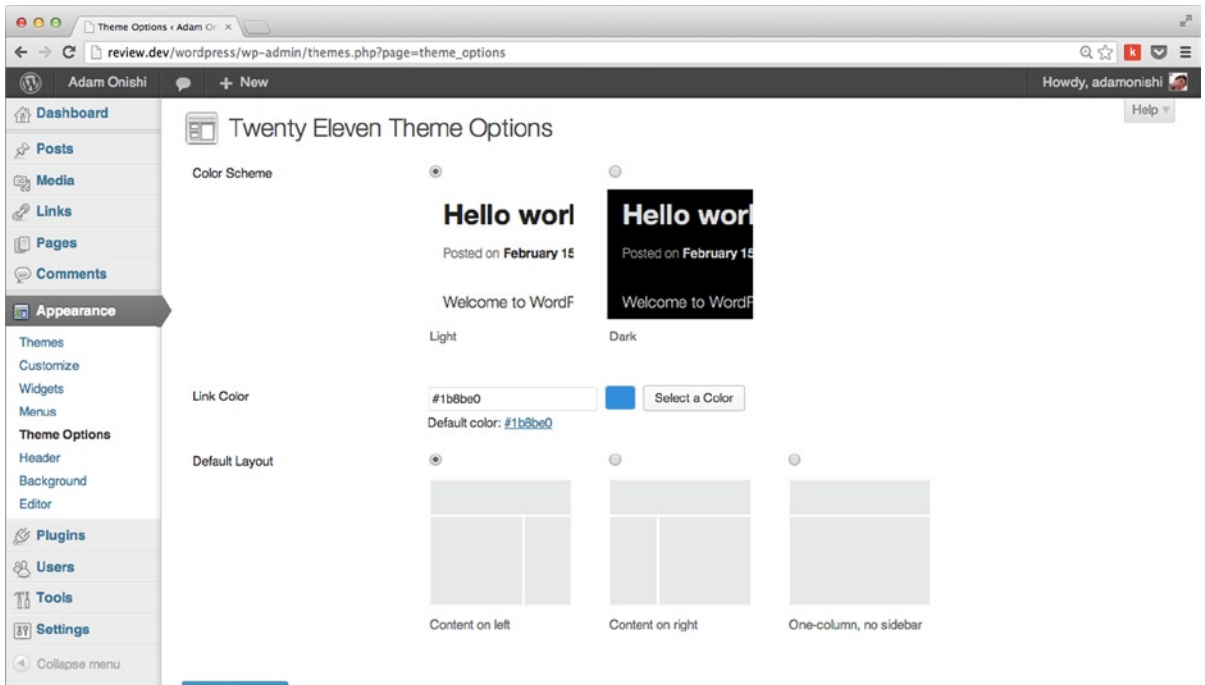 Theme Options ‹ Adam On
review.dev/wordpress/wp-admin/themes.php?page=theme_options
Adam Onishi
+ New
Howdy, adamonishi
Help
Dashboard
Posts
Media
Links
Pages
Comments
Appearance
Themes
Customize
Widgets
Menus
Theme Options
Header
Background
Editor
Plugins
Users
Tools
Settings
Collapse menu
Twenty Eleven Theme Options
Color Scheme
Hello worl
Posted on February 15
Welcome to WordP
Light
Hello worl
Posted on February 15
Welcome to WordP
Dark
Link Color
#1b8be0
Select a Color
Default color: #1b8be0
Default Layout
Content on left
Content on right
One-column, no sidebar